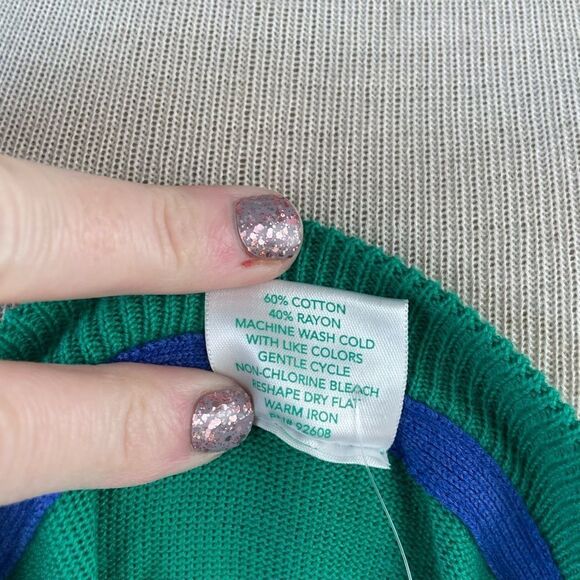 60% COTTON
40% RAYON
MACHINE WASH COLD
WITH LIKE COLORS
GENTLE CYCLE
NON-CHLORINE BLEACH
RESHAPE DRY FLAT
WARM IRON
RN# 92608